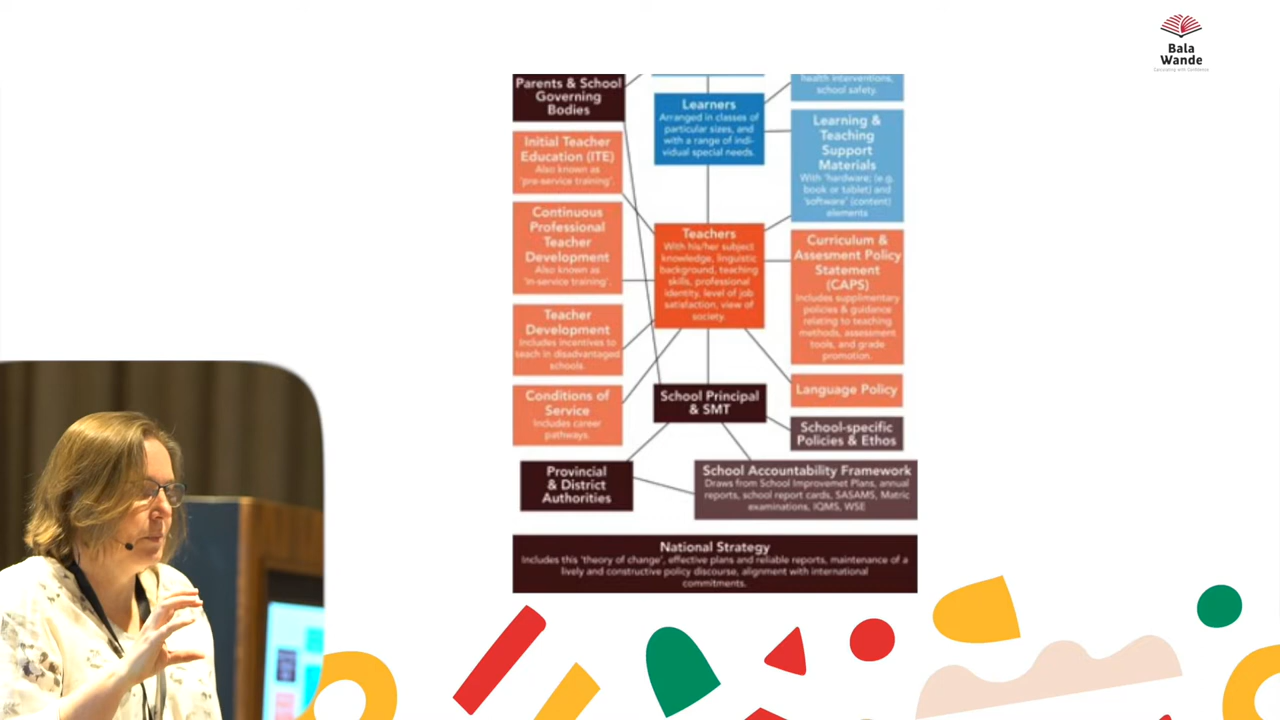 Bala
Wande
Parents & School
Governing
Bodies
Initial Teacher
Education (ITE)
Also known as
'pre-service training'.
Continuous
Professional
Teacher
Development
Also known as
'in-service training'.
Teacher
Development
Includes incentives to
teach in disadvantaged
schools.
Conditions of
Service
Includes career
pathways.
Provincial
& District
Authorities
Learners
Arranged in classes of
particular sizes, and
with a range of indi-
vidual special needs.
Teachers
With his/her subject
knowledge, linguistic
background, teaching
skills, professional
identity, level of job
satisfaction, view of
society.
School Principal
& SMT
health interventions,
school safety.
Learning &
Teaching
Support
Materials
With 'hardware; (e.g.
book or tablet) and
'software' (content)
elements
Curriculum &
Assesment Policy
Statement
(CAPS)
Includes supplimentary
policies & guidance
relating to teaching
methods, assessment
tools, and grade
promotion.
Language Policy
School-specific
Policies & Ethos
School Accountability Framework
Draws from School Improvemet Plans, annual
reports, school report cards, SASAMS, Matric
examinations, IQMS, WSE
National Strategy
Includes this 'theory of change', effective plans and reliable reports, maintenance of a
lively and constructive policy discourse, alignment with international
commitments.